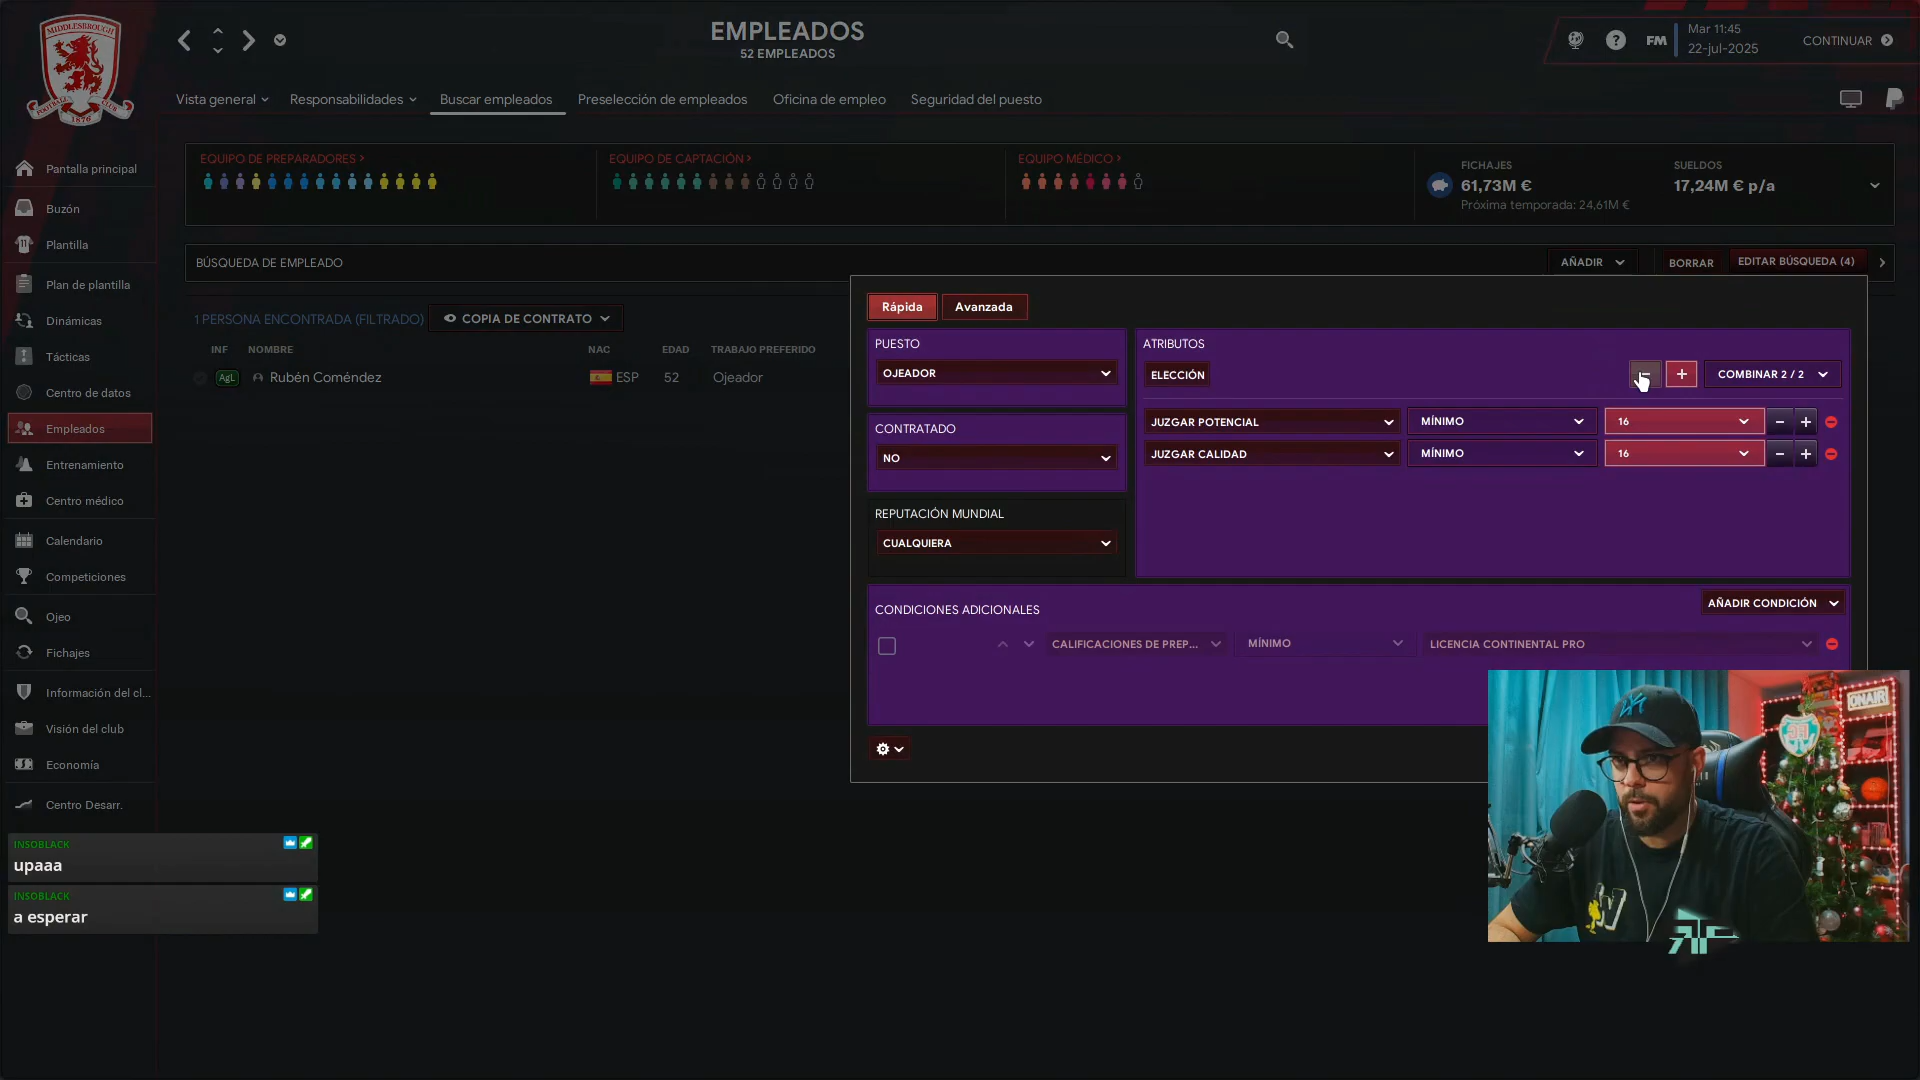 MIDDLESBROUGH
FOOTBALL CLUB
1876
EMPLEADOS
52 EMPLEADOS
FM
Mar 11:45
22-jul-2025
CONTINUAR
Vista general
Responsabilidades
Buscar empleados
Preselección de empleados
Oficina de empleo
Seguridad del puesto
Pantalla principal
Buzón
Plantilla
Plan de plantilla
Dinámicas
Tácticas
Centro de datos
Empleados
Entrenamiento
Centro médico
Calendario
Competiciones
Ojeo
Fichajes
Información del cl...
Visión del club
Economía
Centro Desarr.
EQUIPO DE PREPARADORES >
EQUIPO DE CAPTACIÓN >
EQUIPO MÉDICO >
FICHAJES
61,73M €
Próxima temporada: 24,61M €
SUELDOS
17,24M € p/a
BÚSQUEDA DE EMPLEADO
AÑADIR
BORRAR
EDITAR BÚSQUEDA (4)
1 PERSONA ENCONTRADA (FILTRADO)
COPIA DE CONTRATO
INF NOMBRE NAC EDAD TRABAJO PREFERIDO
AgL Rubén Coméndez ESP 52 Ojeador
Rápida
Avanzada
PUESTO
OJEADOR
CONTRATADO
NO
REPUTACIÓN MUNDIAL
CUALQUIERA
ATRIBUTOS
ELECCIÓN
COMBINAR 2 / 2
JUZGAR POTENCIAL MÍNIMO 16
JUZGAR CALIDAD MÍNIMO 16
CONDICIONES ADICIONALES
AÑADIR CONDICIÓN
CALIFICACIONES DE PREP... MÍNIMO LICENCIA CONTINENTAL PRO
INSOBLACK
upaaa
INSOBLACK
a esperar
ON AIR